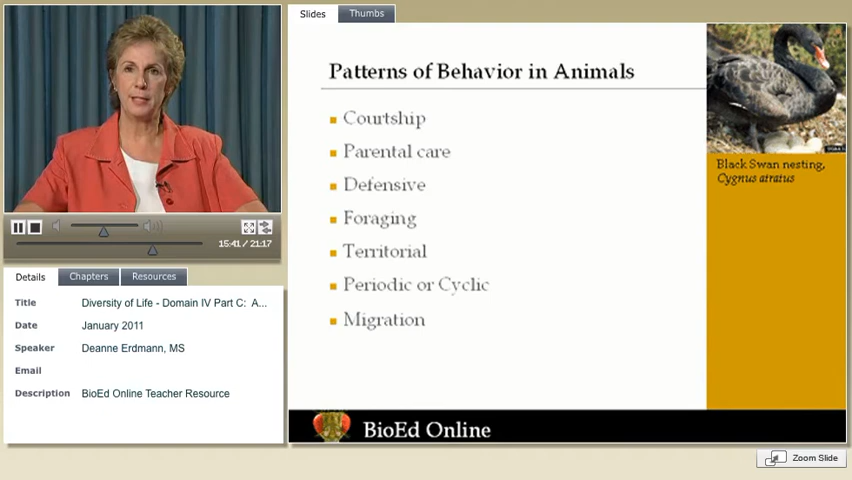 Slides
Thumbs
Patterns of Behavior in Animals
Courtship
Parental care
Defensive
Foraging
Territorial
Periodic or Cyclic
Migration
Black Swan nesting,
Cygnus atratus
BioEd Online
15:41 / 21:17
Details
Chapters
Resources
Title Diversity of Life - Domain IV Part C: A...
Date January 2011
Speaker Deanne Erdmann, MS
Email
Description BioEd Online Teacher Resource
Zoom Slide